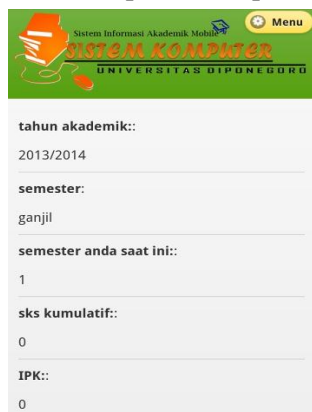 Sistem Informasi Akademik Mobile
Menu
SISTEM KOMPUTER
UNIVERSITAS DIPONEGORO
tahun akademik::
2013/2014
semester:
ganjil
semester anda saat ini::
1
sks kumulatif::
0
IPK::
0